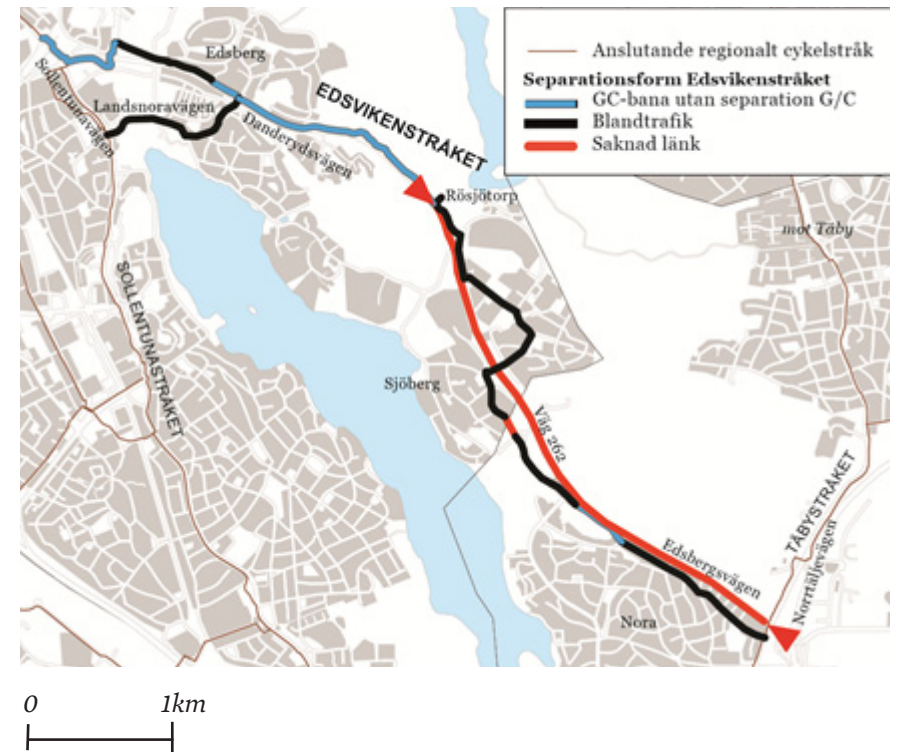 Anslutande regionalt cykelstråk
Separationsform Edsvikenstråket
GC-bana utan separation G/C
Blandtrafik
Saknad länk
Edsberg
Sollentunavägen
Landsnoravägen
Danderydsvägen
EDSVIKENSTRÅKET
Rösjötorp
mot Täby
SOLLENTUNASTRÅKET
Sjöberg
Väg 262
TÄBYSTRÅKET
Norrtäljevägen
Edsbergsvägen
Nora
0 1km